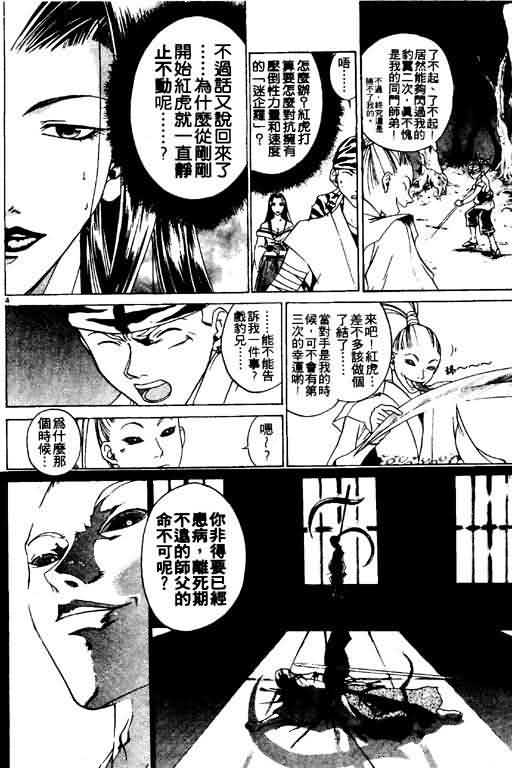 了不起、了不起
居然能夠閃過我的
豹翼二次，真不愧
是我的同門師弟！
不過，終究還是
勝不了我的。
唔……
怎麼辦？紅虎打
算要怎麼對抗擁有
壓倒性力量和速度
的「迷企羅」？
不過話又說回來了
……為什麼從剛剛
開始紅虎就一直靜
止不動呢……？
來吧！紅虎…
差不多該做個
了結了…
當對手是我的時
候，可不會有第
三次的幸運喲！
……能不能告
訴我一件事？
戲豹兄…
嗯～？
為什麼那
個時候…
你非得要已經
患病，離死期
不遠的師父的
命不可呢？
4